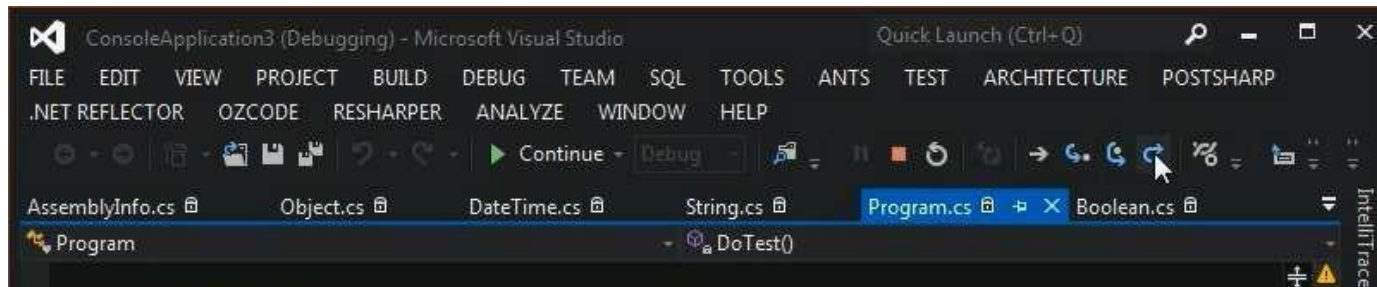 ConsoleApplication3 (Debugging) - Microsoft Visual Studio Quick Launch (Ctrl+Q)
FILE EDIT VIEW PROJECT BUILD DEBUG TEAM SQL TOOLS ANTS TEST ARCHITECTURE POSTSHARP
.NET REFLECTOR OZCODE RESHARPER ANALYZE WINDOW HELP
Continue Debug
AssemblyInfo.cs Object.cs DateTime.cs String.cs Program.cs Boolean.cs
Program DoTest()
IntelliTrace